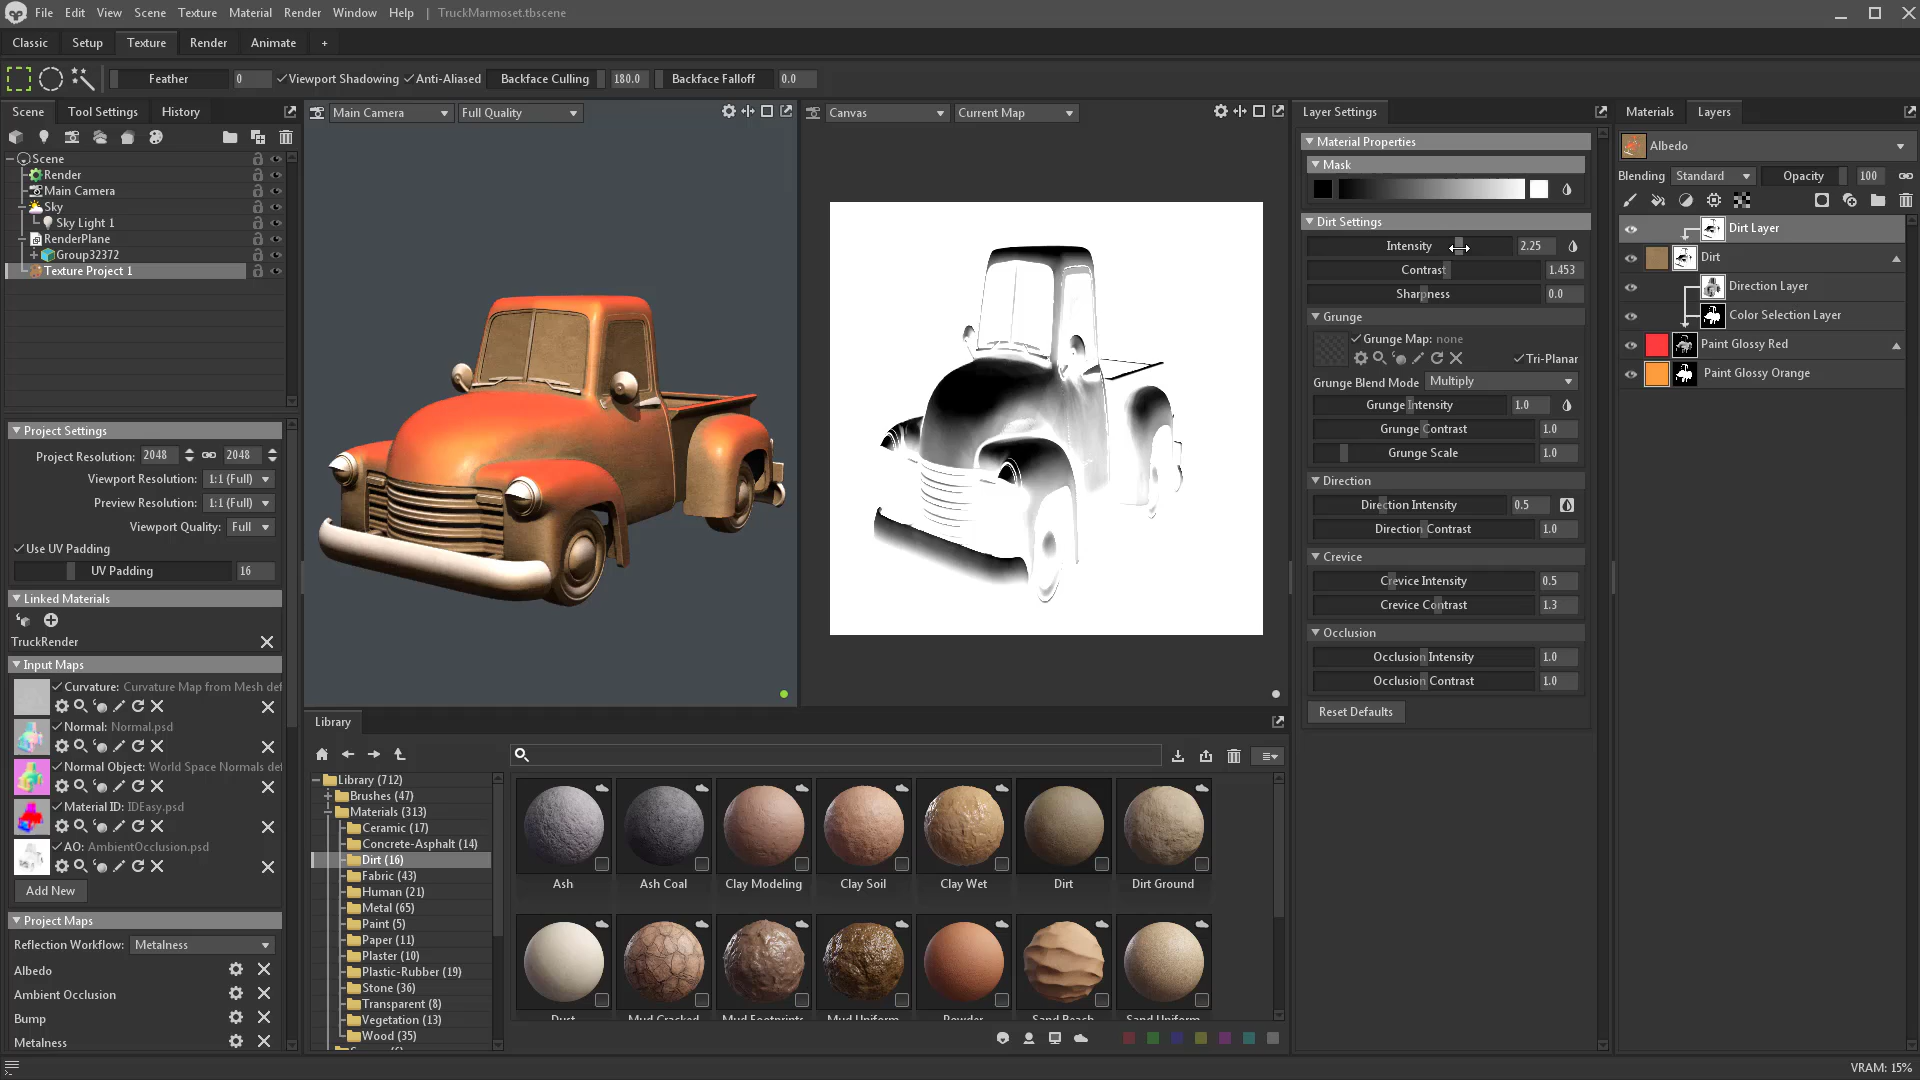 File Edit View Scene Texture Material Render Window Help | TruckMarmoset.tbscene
Classic Setup Texture Render Animate +
Feather 0 Viewport Shadowing Anti-Aliased Backface Culling 180.0 Backface Falloff 0.0
Scene Tool Settings History
Scene
Render
Main Camera
Sky
Sky Light 1
RenderPlane
Group32372
Texture Project 1
Project Settings
Project Resolution: 2048 2048
Viewport Resolution: 1:1 (Full)
Preview Resolution: 1:1 (Full)
Viewport Quality: Full
Use UV Padding
UV Padding 16
Linked Materials
TruckRender
Input Maps
Curvature: Curvature Map from Mesh def
Normal: Normal.psd
Normal Object: World Space Normals def
Material ID: IDEasy.psd
AO: AmbientOcclusion.psd
Add New
Project Maps
Reflection Workflow: Metalness
Albedo
Ambient Occlusion
Bump
Metalness
Main Camera Full Quality
Canvas Current Map
Library
Library (712)
Brushes (47)
Materials (313)
Ceramic (17)
Concrete-Asphalt (14)
Dirt (16)
Fabric (43)
Human (21)
Metal (65)
Paint (5)
Paper (11)
Plaster (10)
Plastic-Rubber (19)
Stone (36)
Transparent (8)
Vegetation (13)
Wood (35)
Ash Ash Coal Clay Modeling Clay Soil Clay Wet Dirt Dirt Ground
Dust Mud Cracked Mud Footprints Mud Uniform Powder Sand Beach Sand Uniform
Layer Settings
Material Properties
Mask
Dirt Settings
Intensity 2.25
Contrast 1.453
Sharpness 0.0
Grunge
Grunge Map: none
Tri-Planar
Grunge Blend Mode Multiply
Grunge Intensity 1.0
Grunge Contrast 1.0
Grunge Scale 1.0
Direction
Direction Intensity 0.5
Direction Contrast 1.0
Crevice
Crevice Intensity 0.5
Crevice Contrast 1.3
Occlusion
Occlusion Intensity 1.0
Occlusion Contrast 1.0
Reset Defaults
Materials Layers
Albedo
Blending Standard Opacity 100
Dirt Layer
Dirt
Direction Layer
Color Selection Layer
Paint Glossy Red
Paint Glossy Orange
VRAM: 15%